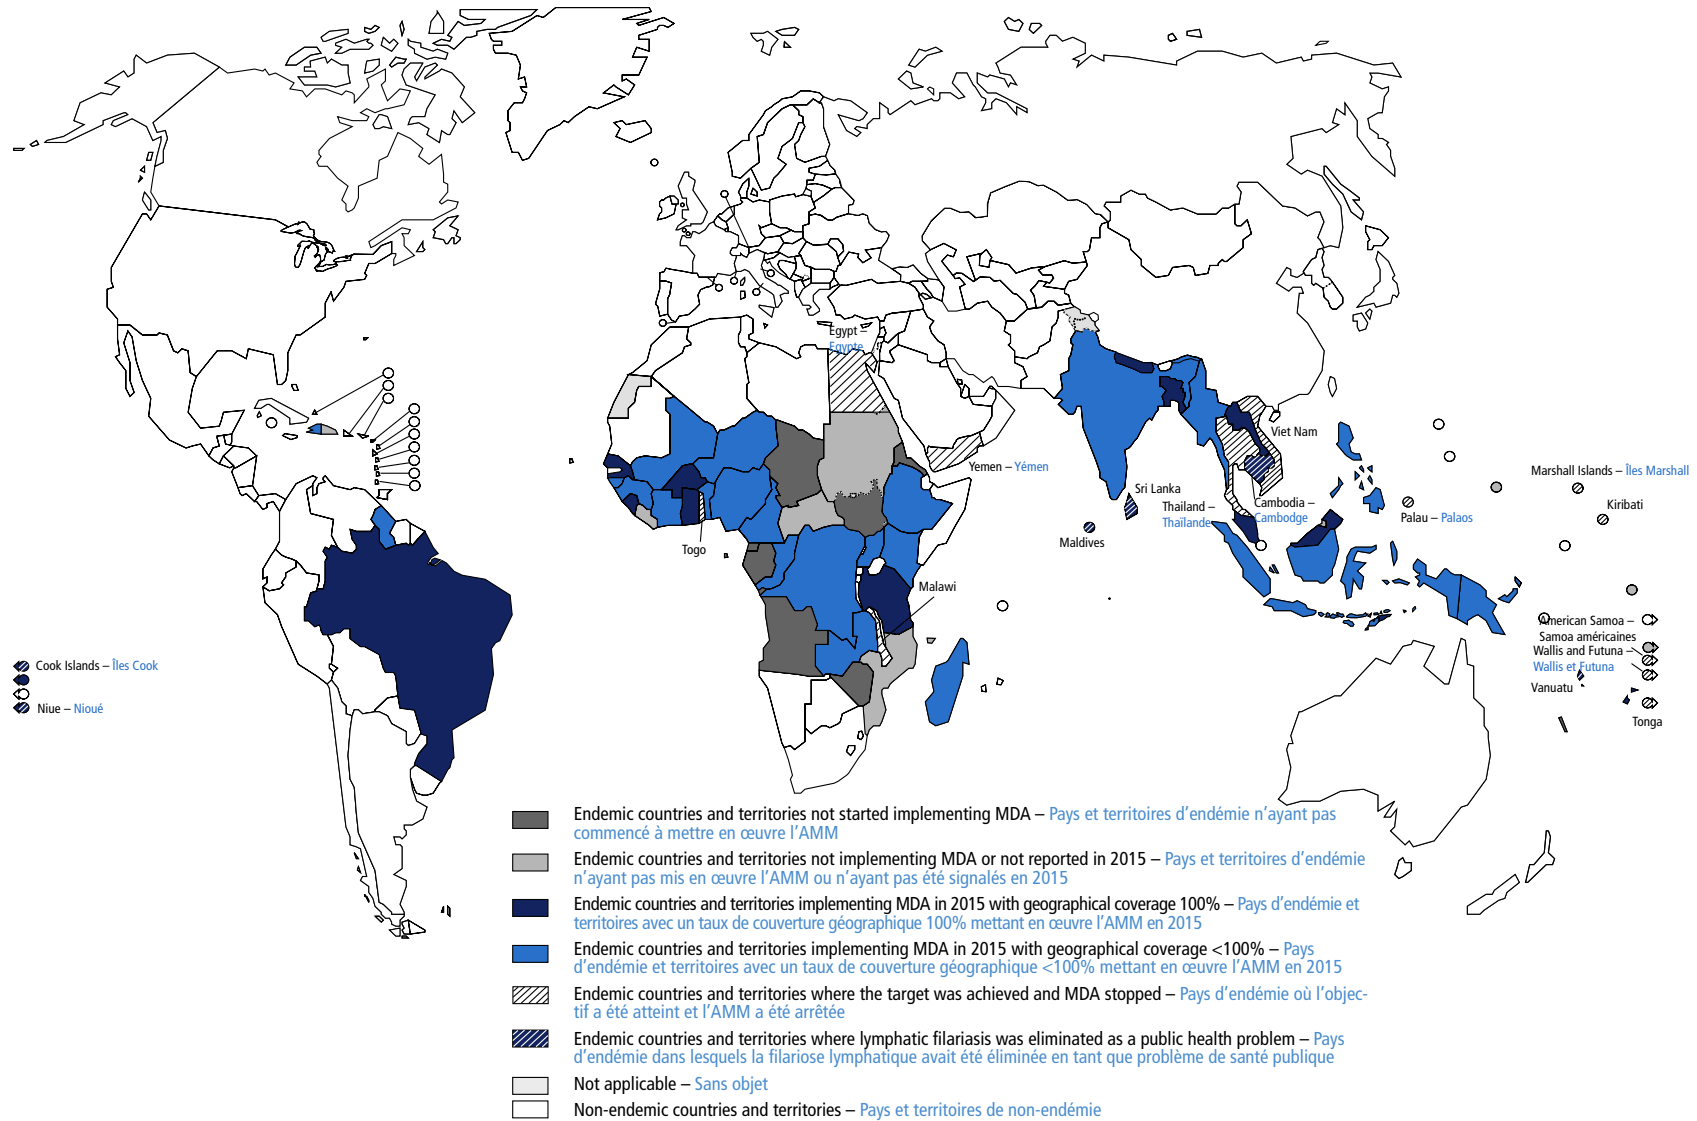 Egypt –
Egypte
Viet Nam
Yemen – Yémen
Marshall Islands – Îles Marshall
Sri Lanka
Thailand –
Thaïlande
Cambodia –
Cambodge
Kiribati
Palau – Palaos
Maldives
Togo
Malawi
American Samoa –
Samoa américaines
Wallis and Futuna –
Wallis et Futuna
Vanuatu
Tonga
Cook Islands – Îles Cook
Niue – Nioué
Endemic countries and territories not started implementing MDA – Pays et territoires d’endémie n’ayant pas
commencé à mettre en œuvre l’AMM
Endemic countries and territories not implementing MDA or not reported in 2015 – Pays et territoires d’endémie
n’ayant pas mis en œuvre l’AMM ou n’ayant pas été signalés en 2015
Endemic countries and territories implementing MDA in 2015 with geographical coverage 100% – Pays d’endémie et
territoires avec un taux de couverture géographique 100% mettant en œuvre l’AMM en 2015
Endemic countries and territories implementing MDA in 2015 with geographical coverage <100% – Pays
d’endémie et territoires avec un taux de couverture géographique <100% mettant en œuvre l’AMM en 2015
Endemic countries and territories where the target was achieved and MDA stopped – Pays d’endémie où l’objec-
tif a été atteint et l’AMM a été arrêtée
Endemic countries and territories where lymphatic filariasis was eliminated as a public health problem – Pays
d’endémie dans lesquels la filariose lymphatique avait été éliminée en tant que problème de santé publique
Not applicable – Sans objet
Non-endemic countries and territories – Pays et territoires de non-endémie